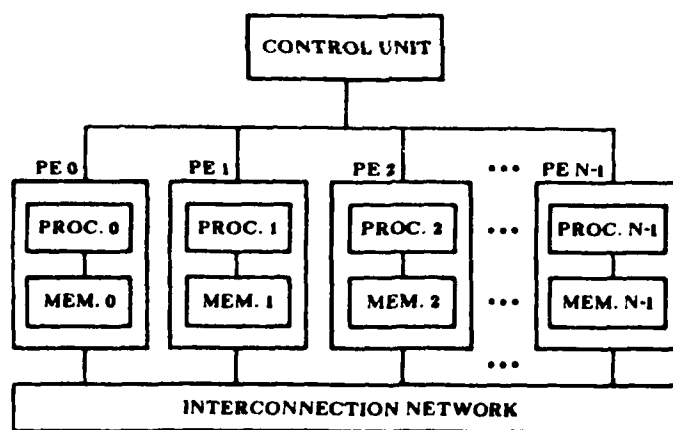 CONTROL UNIT
PE 0 PE 1 PE 2 ••• PE N-1
PROC. 0 PROC. 1 PROC. 2 ••• PROC. N-1
MEM. 0 MEM. 1 MEM. 2 ••• MEM. N-1
•••
INTERCONNECTION NETWORK